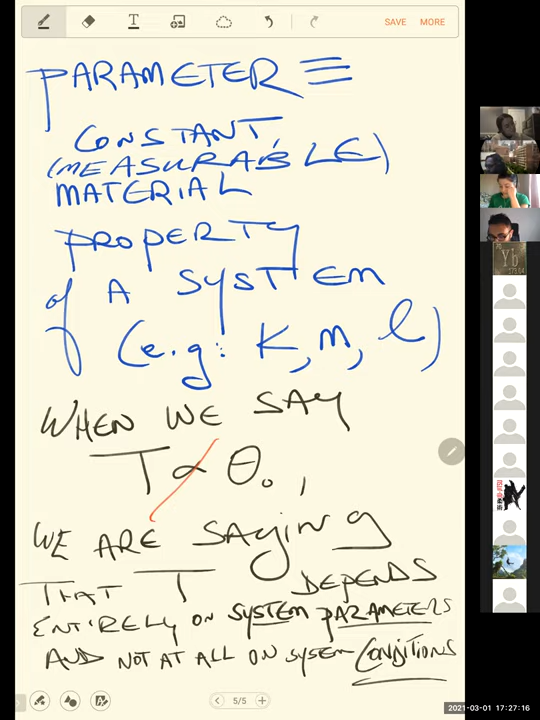 T
SAVE
MORE
PARAMETER ≡
CONSTANT,
(MEASURABLE)
MATERIAL
PROPERTY
of A SYSTEM
(e.g: K, m, l)
WHEN WE SAY
T ∝ θ₀,
WE ARE SAYING
THAT T DEPENDS
ENTIRELY ON SYSTEM PARAMETERS
AND NOT AT ALL ON SYSTEM CONDITIONS
5/5
Yb
2021-03-01 17:27:16